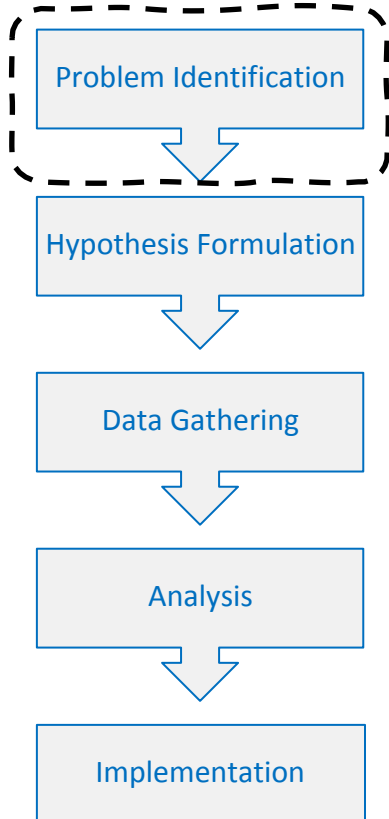 Problem Identification
Hypothesis Formulation
Data Gathering
Analysis
Implementation